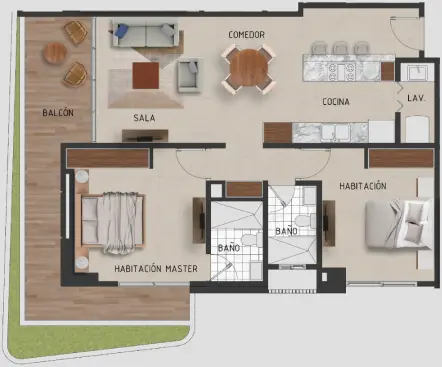 COMEDOR
BALCÓN
SALA
COCINA
LAV.
HABITACIÓN
BAÑO
BAÑO
HABITACIÓN MASTER